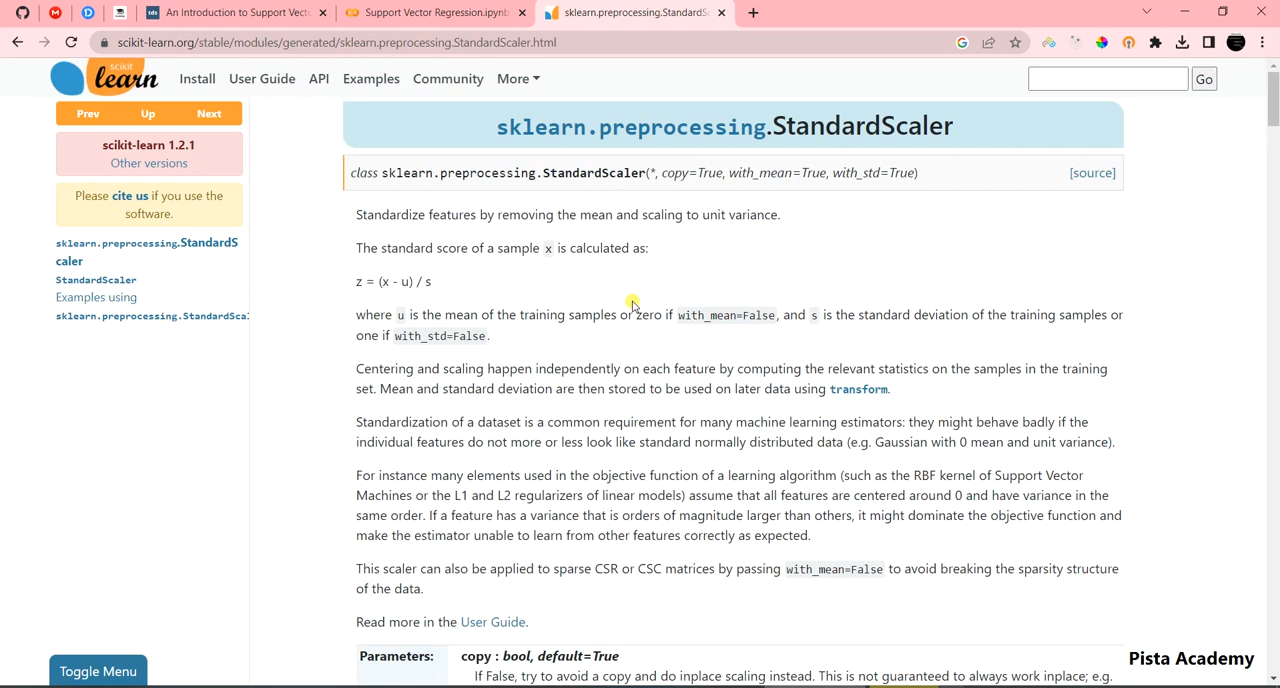 An Introduction to Support Vecto
Support Vector Regression.ipynb
sklearn.preprocessing.StandardSc
scikit-learn.org/stable/modules/generated/sklearn.preprocessing.StandardScaler.html
scikit learn
Install User Guide API Examples Community More
Go
Prev Up Next
scikit-learn 1.2.1
Other versions
Please cite us if you use the
software.
sklearn.preprocessing.StandardS
caler
StandardScaler
Examples using
sklearn.preprocessing.StandardScal
sklearn.preprocessing.StandardScaler
class sklearn.preprocessing.StandardScaler(*, copy=True, with_mean=True, with_std=True) [source]
Standardize features by removing the mean and scaling to unit variance.
The standard score of a sample x is calculated as:
z = (x - u) / s
where u is the mean of the training samples or zero if with_mean=False, and s is the standard deviation of the training samples or
one if with_std=False.
Centering and scaling happen independently on each feature by computing the relevant statistics on the samples in the training
set. Mean and standard deviation are then stored to be used on later data using transform.
Standardization of a dataset is a common requirement for many machine learning estimators: they might behave badly if the
individual features do not more or less look like standard normally distributed data (e.g. Gaussian with 0 mean and unit variance).
For instance many elements used in the objective function of a learning algorithm (such as the RBF kernel of Support Vector
Machines or the L1 and L2 regularizers of linear models) assume that all features are centered around 0 and have variance in the
same order. If a feature has a variance that is orders of magnitude larger than others, it might dominate the objective function and
make the estimator unable to learn from other features correctly as expected.
This scaler can also be applied to sparse CSR or CSC matrices by passing with_mean=False to avoid breaking the sparsity structure
of the data.
Read more in the User Guide.
Parameters: copy : bool, default=True
If False, try to avoid a copy and do inplace scaling instead. This is not guaranteed to always work inplace; e.g.
Toggle Menu
Pista Academy